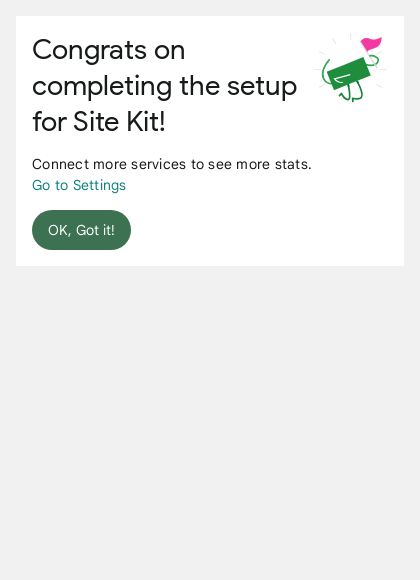 Congrats on
completing the setup
for Site Kit!
Connect more services to see more stats.
Go to Settings
OK, Got it!